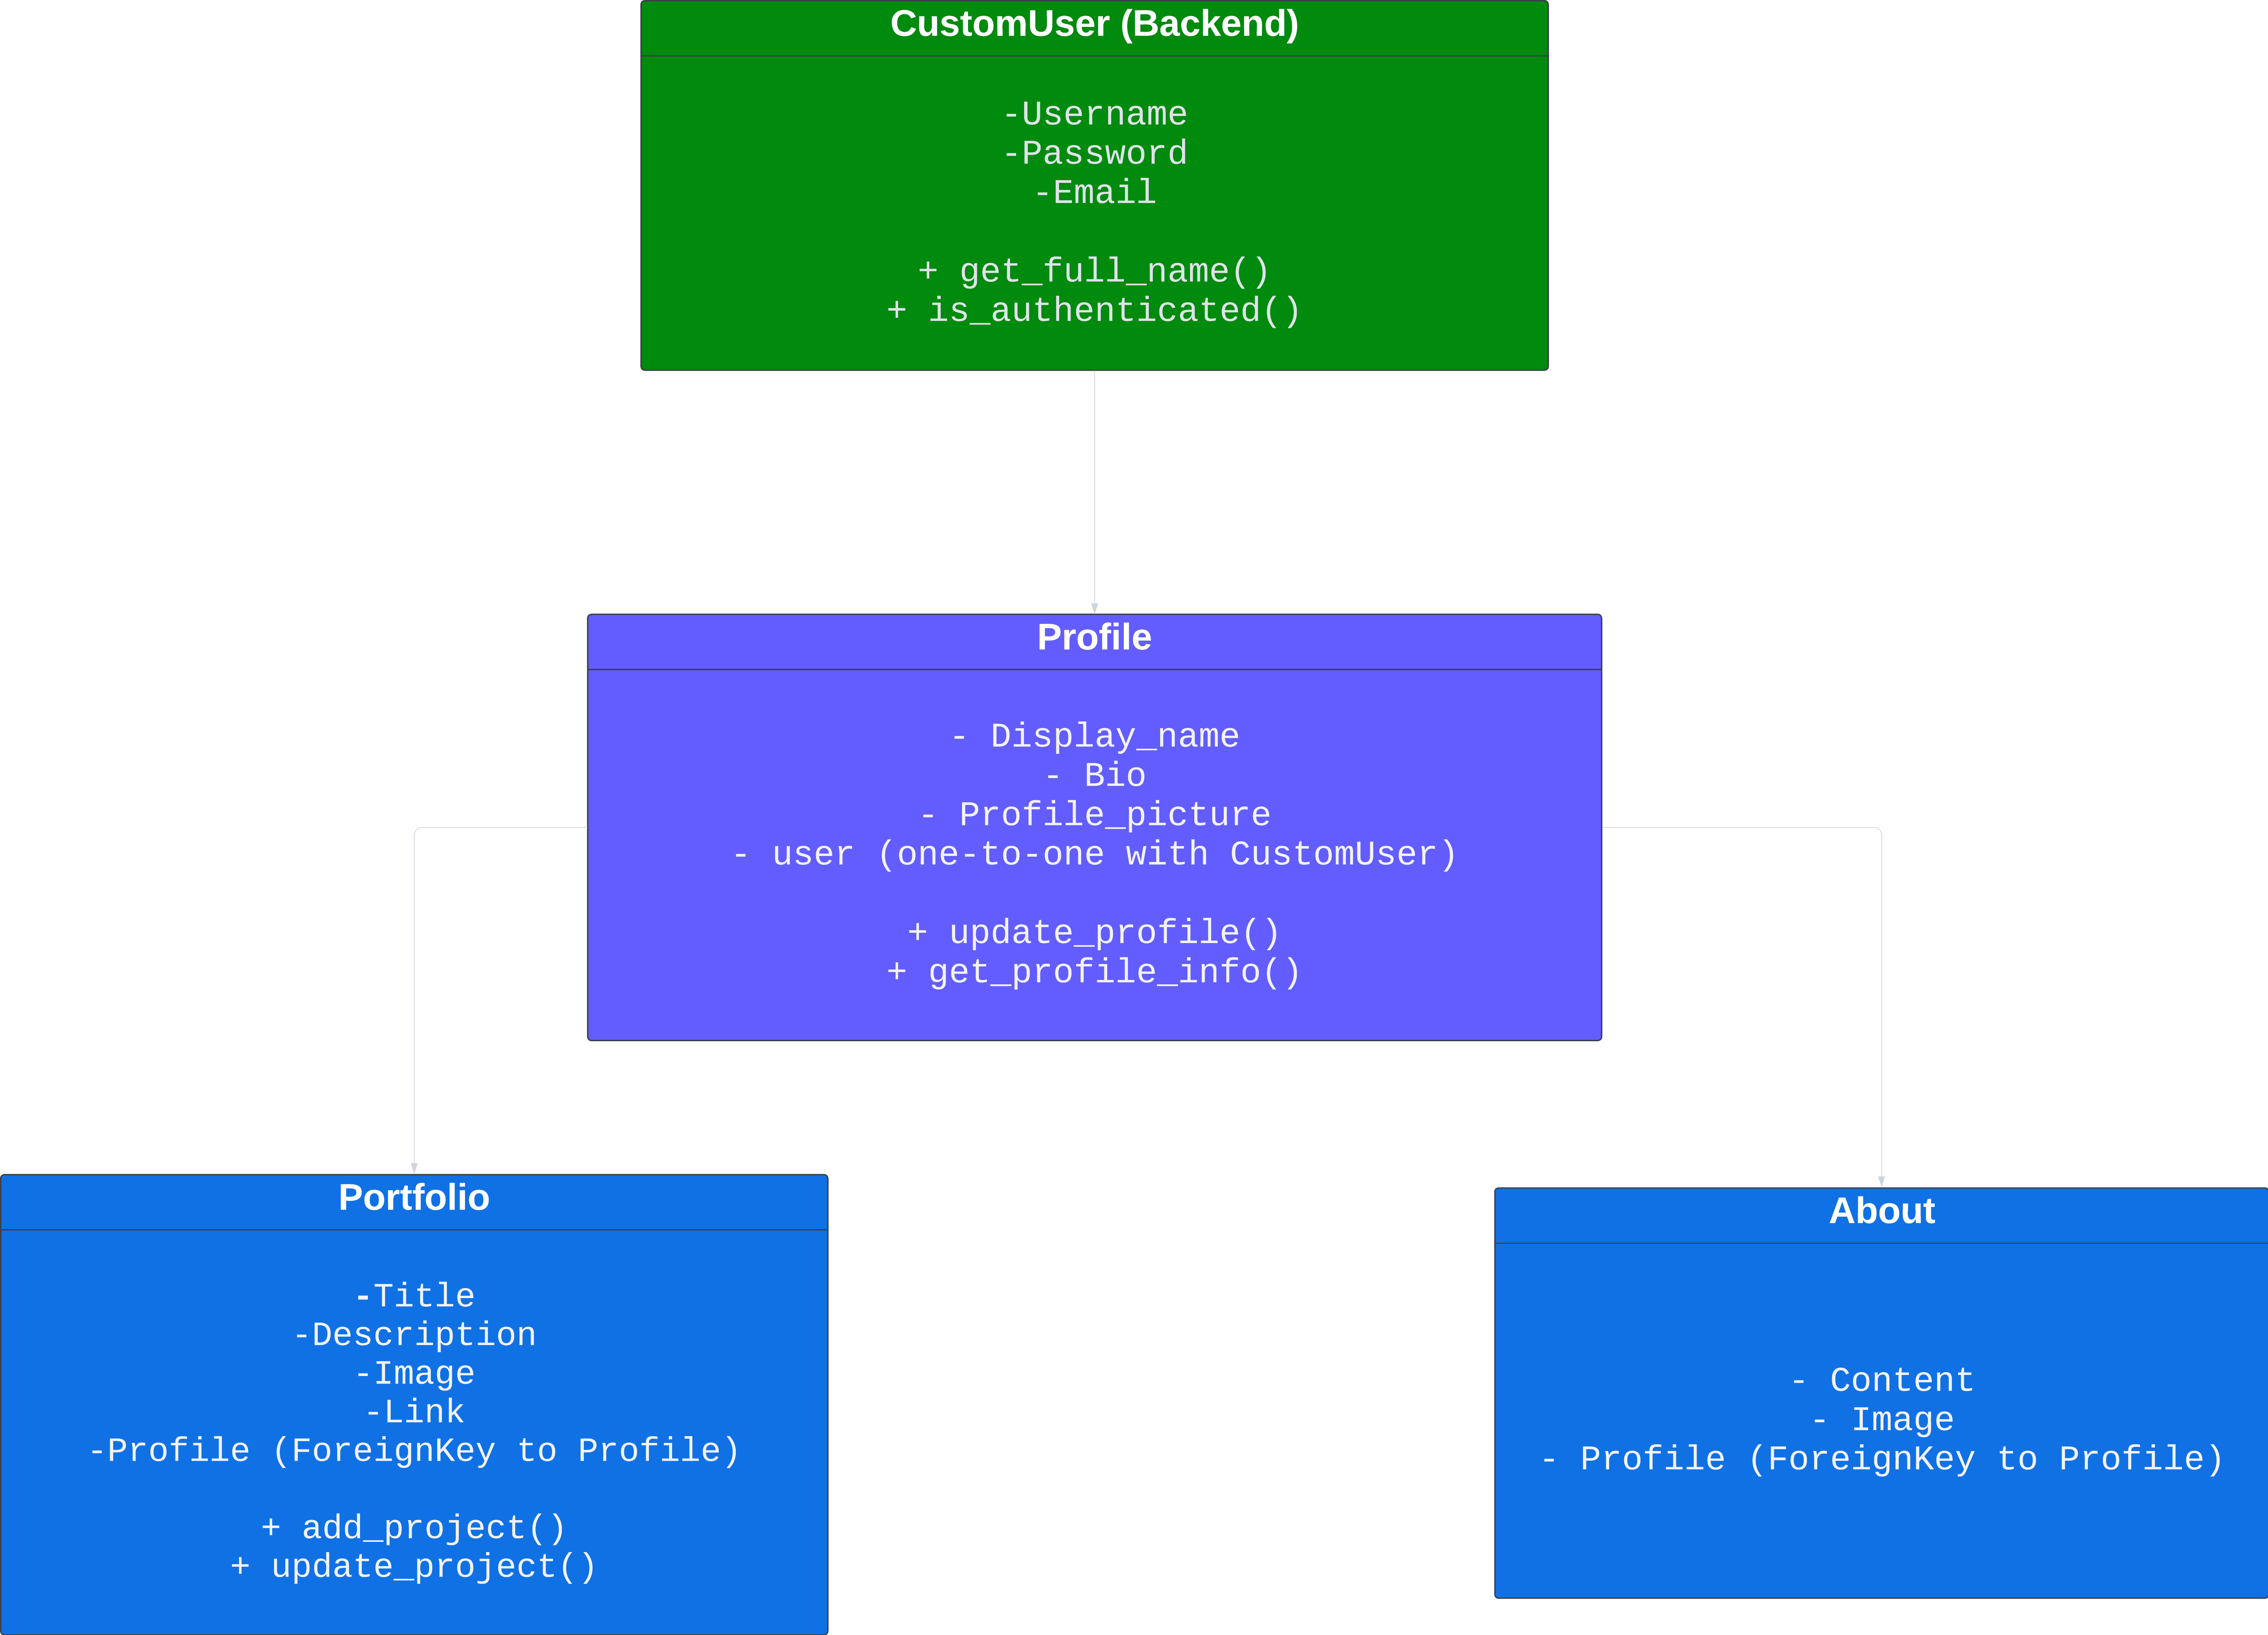 CustomUser (Backend)
-Username
-Password
-Email
+ get_full_name()
+ is_authenticated()
Profile
- Display_name
- Bio
- Profile_picture
- user (one-to-one with CustomUser)
+ update_profile()
+ get_profile_info()
Portfolio
-Title
-Description
-Image
-Link
-Profile (ForeignKey to Profile)
+ add_project()
+ update_project()
About
- Content
- Image
- Profile (ForeignKey to Profile)